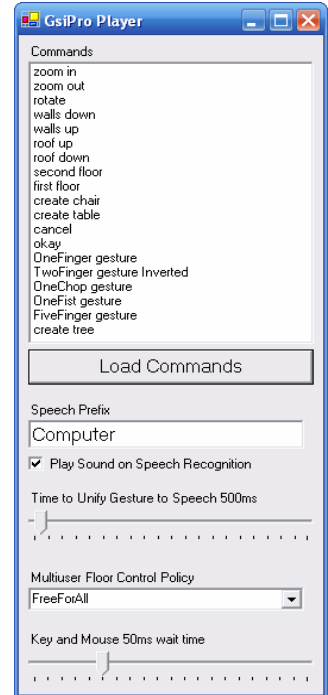 GsiPro Player
Commands
zoom in
zoom out
rotate
walls down
walls up
roof up
roof down
second floor
first floor
create chair
create table
cancel
okay
OneFinger gesture
TwoFinger gesture Inverted
OneChop gesture
OneFist gesture
FiveFinger gesture
create tree
Load Commands
Speech Prefix
Computer
Play Sound on Speech Recognition
Time to Unify Gesture to Speech 500ms
Multiuser Floor Control Policy
FreeForAll
Key and Mouse 50ms wait time